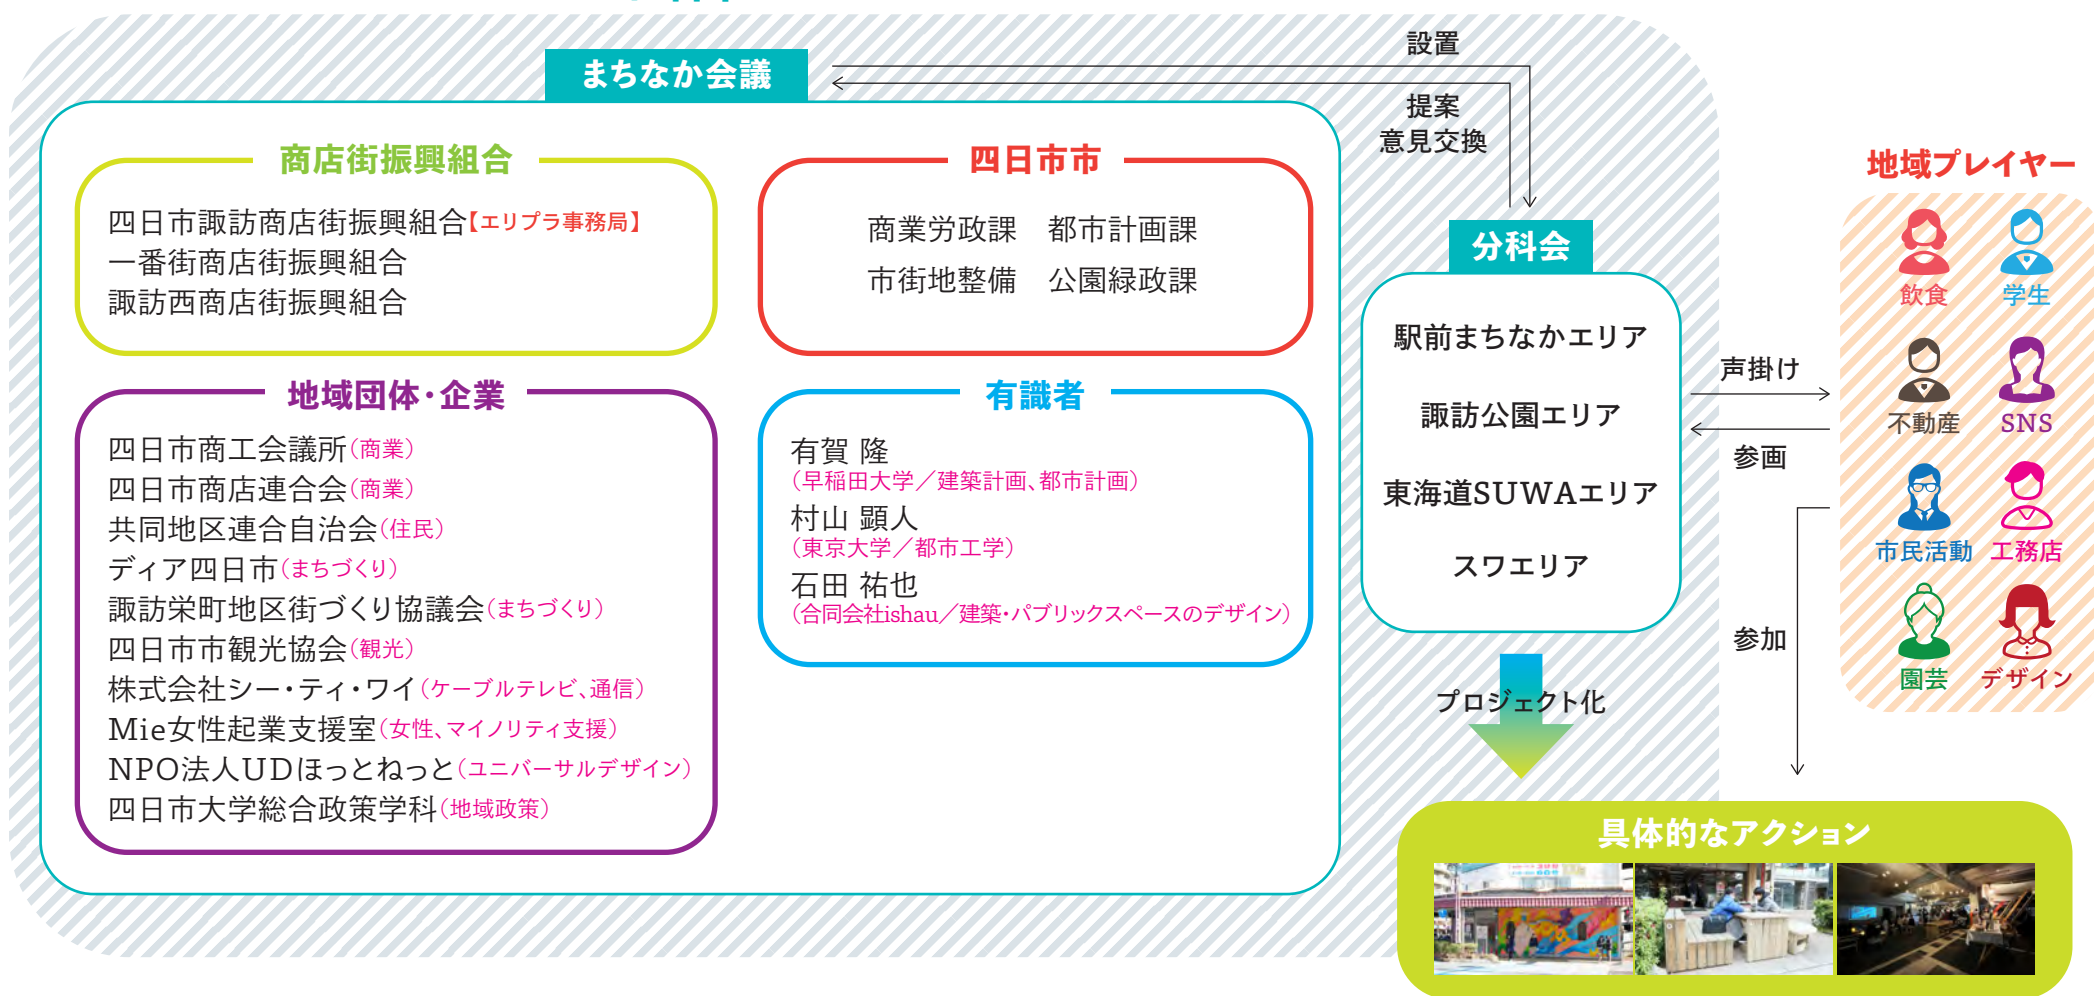 まちなか会議
商店街振興組合
四日市諏訪商店街振興組合【エリプラ事務局】
一番街商店街振興組合
諏訪西商店街振興組合
四日市市
商業労政課 都市計画課
市街地整備 公園緑政課
地域団体・企業
四日市商工会議所(商業)
四日市商店連合会(商業)
共同地区連合自治会(住民)
ディア四日市(まちづくり)
諏訪栄町地区街づくり協議会(まちづくり)
四日市市観光協会(観光)
株式会社シー・ティ・ワイ(ケーブルテレビ、通信)
Mie女性起業支援室(女性、マイノリティ支援)
NPO法人UDほっとねっと(ユニバーサルデザイン)
四日市大学総合政策学科(地域政策)
有識者
有賀 隆
(早稲田大学/建築計画、都市計画)
村山 顕人
(東京大学/都市工学)
石田 祐也
(合同会社ishau/建築・パブリックスペースのデザイン)
設置
提案
意見交換
分科会
駅前まちなかエリア
諏訪公園エリア
東海道SUWAエリア
スワエリア
プロジェクト化
声掛け
参画
参加
地域プレイヤー
飲食 学生
不動産 SNS
市民活動 工務店
園芸 デザイン
具体的なアクション